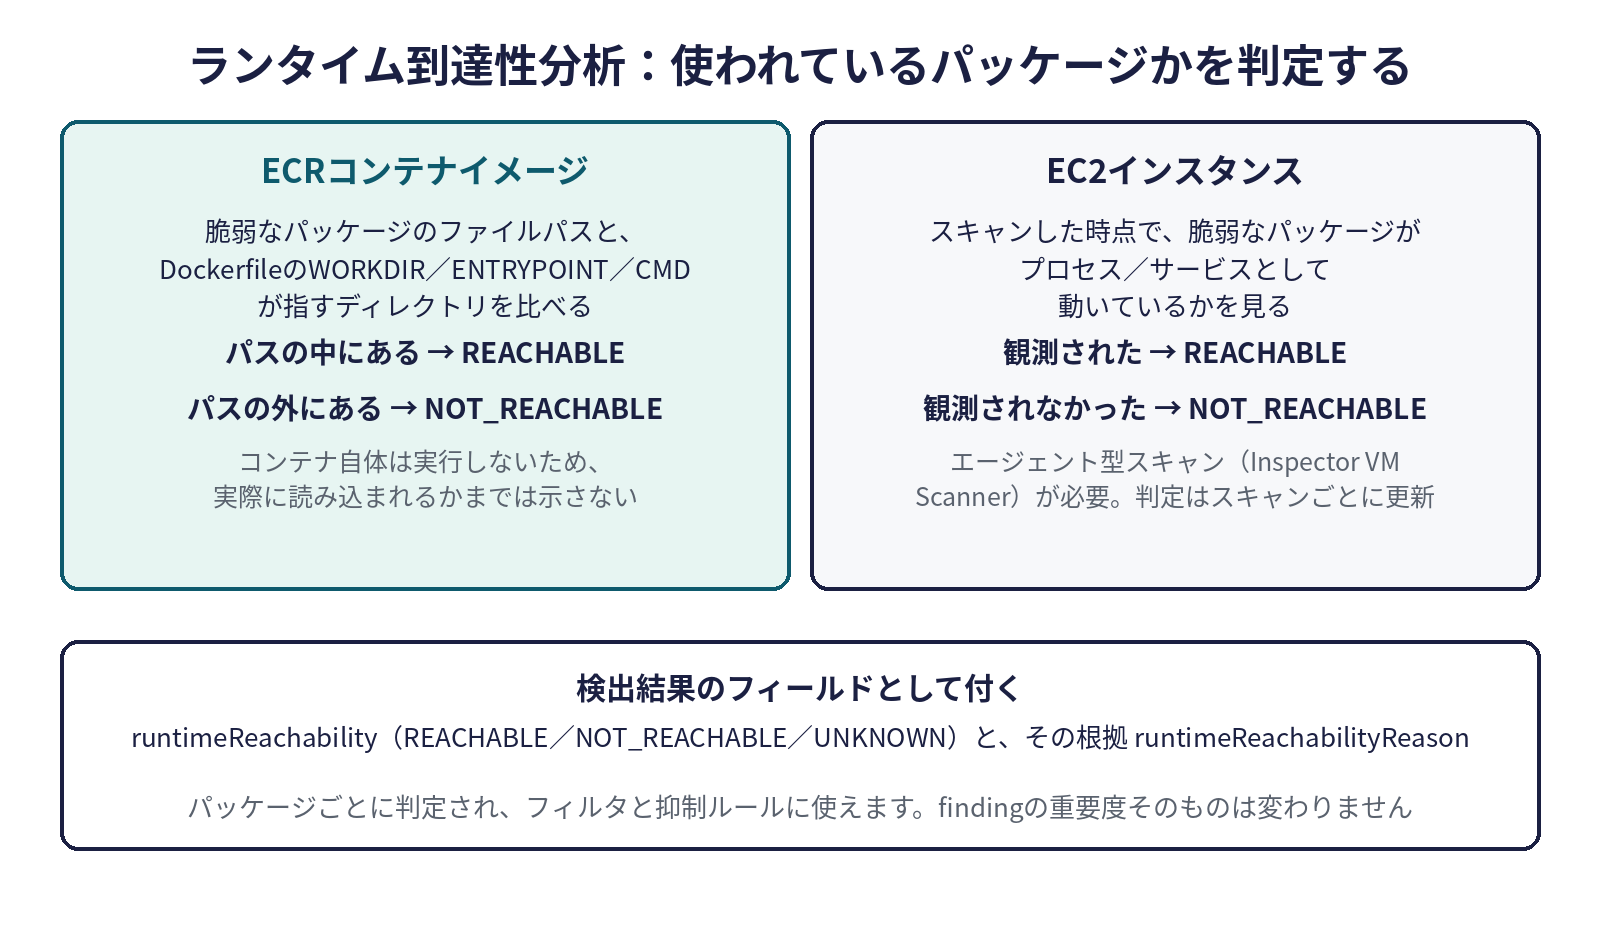 ランタイム到達性分析：使われているパッケージかを判定する
ECRコンテナイメージ
脆弱なパッケージのファイルパスと、
DockerfileのWORKDIR／ENTRYPOINT／CMD
が指すディレクトリを比べる
パスの中にある → REACHABLE
パスの外にある → NOT_REACHABLE
コンテナ自体は実行しないため、
実際に読み込まれるかまでは示さない
EC2インスタンス
スキャンした時点で、脆弱なパッケージが
プロセス／サービスとして
動いているかを見る
観測された → REACHABLE
観測されなかった → NOT_REACHABLE
エージェント型スキャン（Inspector VM
Scanner）が必要。判定はスキャンごとに更新
検出結果のフィールドとして付く
runtimeReachability（REACHABLE／NOT_REACHABLE／UNKNOWN）と、その根拠 runtimeReachabilityReason
パッケージごとに判定され、フィルタと抑制ルールに使えます。findingの重要度そのものは変わりません